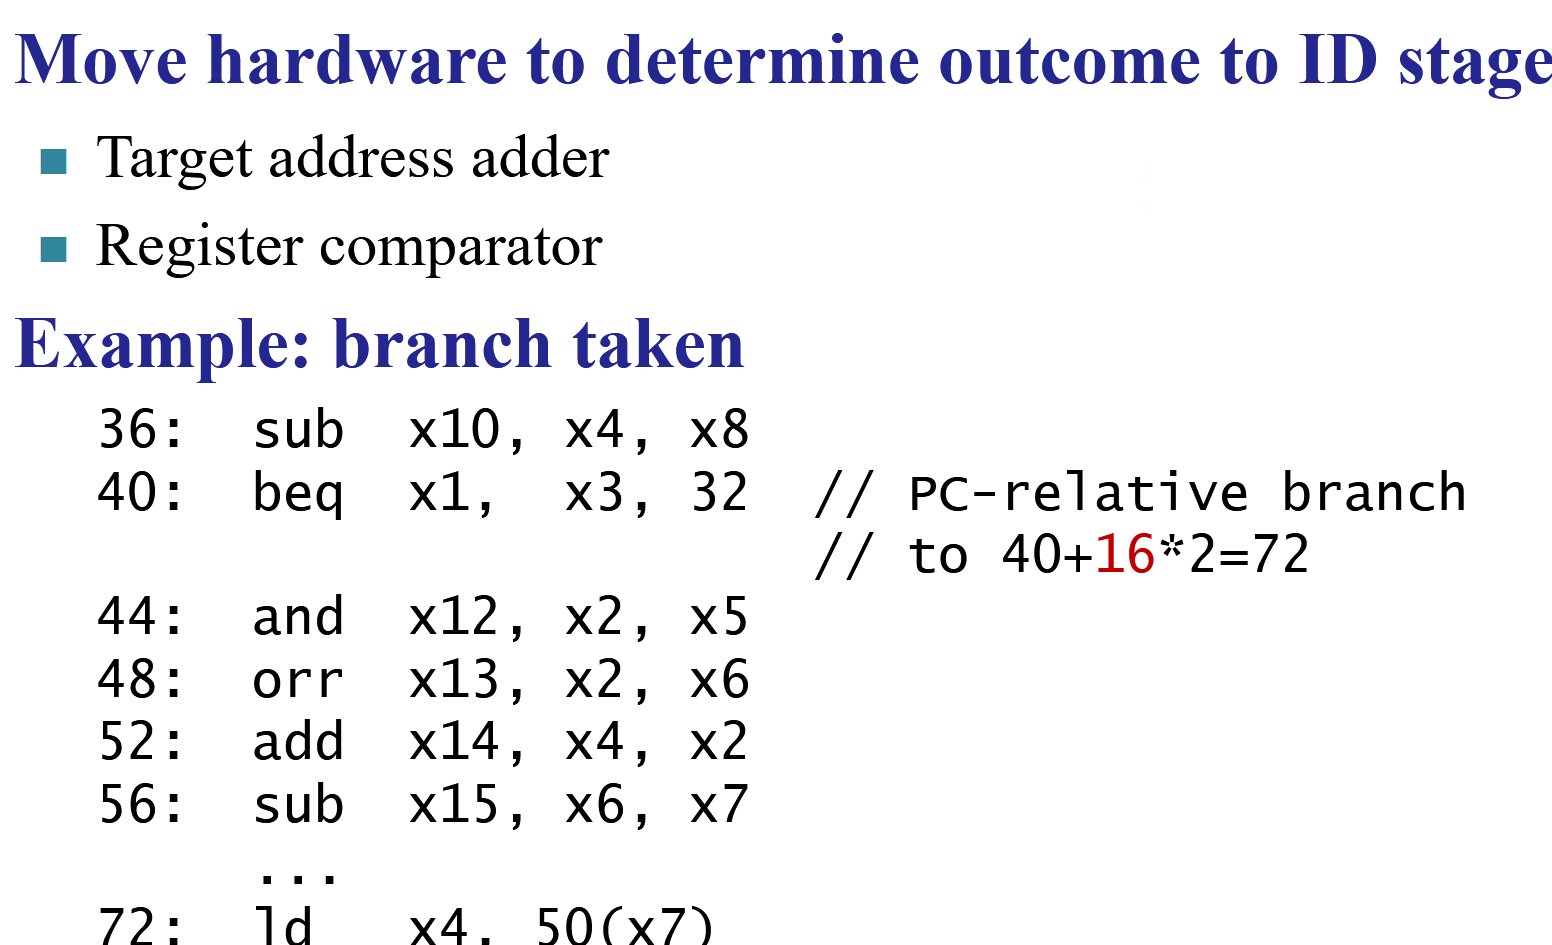 Move hardware to determine outcome to ID stage
■ Target address adder
■ Register comparator
Example: branch taken
36: sub x10, x4, x8
40: beq x1, x3, 32 // PC-relative branch
// to 40+16*2=72
44: and x12, x2, x5
48: orr x13, x2, x6
52: add x14, x4, x2
56: sub x15, x6, x7
...
72: ld x4, 50(x7)